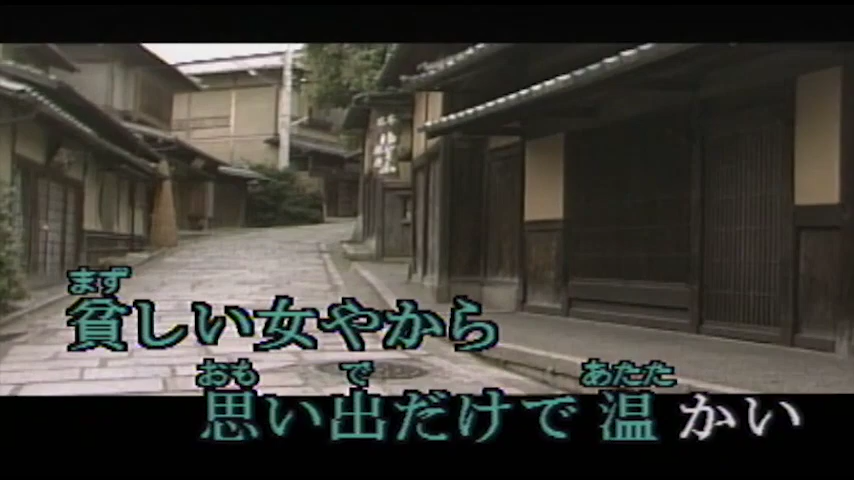 まず
貧しい女やから
おも で あたた
思い出だけで 温かい